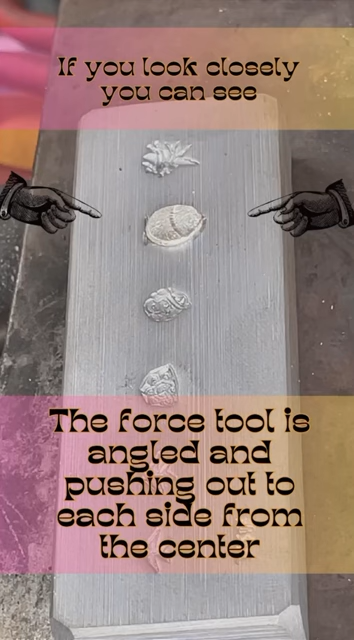 If you look closely
you can see
The force tool is
angled and
pushing out to
each side from
the center